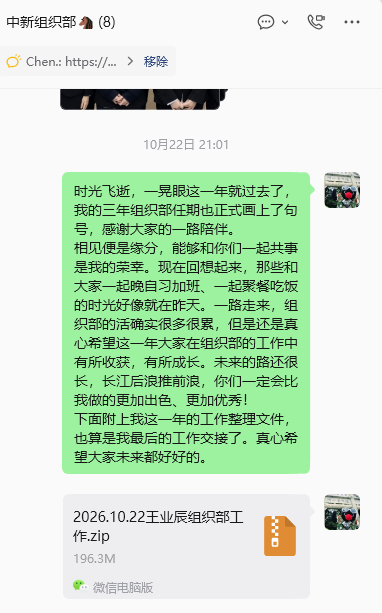 中新组织部🐴 (8)
Chen.: https://... 移除
10月22日 21:01
时光飞逝，一晃眼这一年就过去了，
我的三年组织部任期也正式画上了句
号，感谢大家的一路陪伴。
相见便是缘分，能够和你们一起共事
是我的荣幸。现在回想起来，那些和
大家一起晚自习加班、一起聚餐吃饭
的时光好像就在昨天。一路走来，组
织部的活确实很多很累，但是还是真
心希望这一年大家在组织部的工作中
有所收获，有所成长。未来的路还很
长，长江后浪推前浪，你们一定会比
我做的更加出色、更加优秀！
下面附上我这一年的工作整理文件，
也算是我最后的工作交接了。真心希
望大家未来都好好的。
2026.10.22王业辰组织部工
作.zip
196.3M
微信电脑版